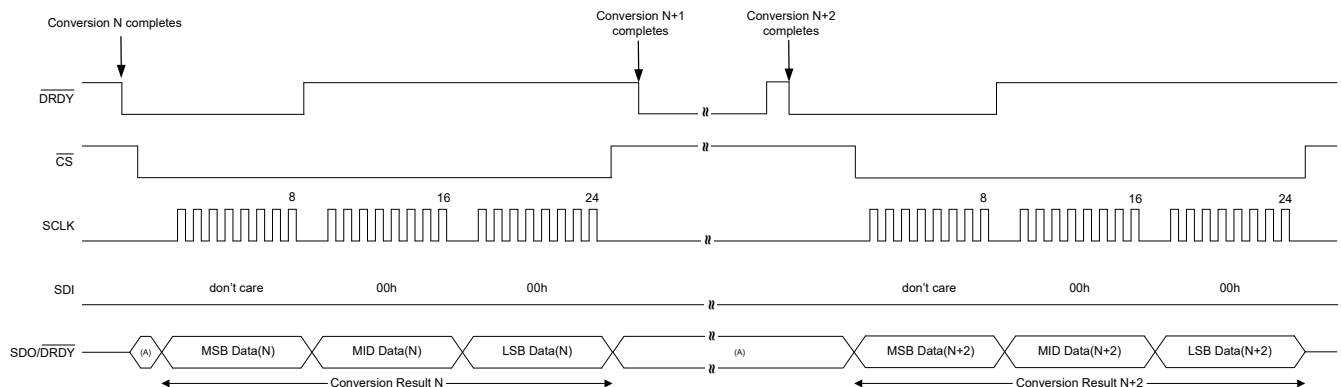 Conversion N completes
Conversion N+1
completes
Conversion N+2
completes
DRDY
CS
8
16
24
8
16
24
SCLK
SDI
don't care
00h
00h
don't care
00h
00h
SDO/DRDY
(A)
MSB Data(N)
MID Data(N)
LSB Data(N)
(A)
MSB Data(N+2)
MID Data(N+2)
LSB Data(N+2)
Conversion Result N
Conversion Result N+2